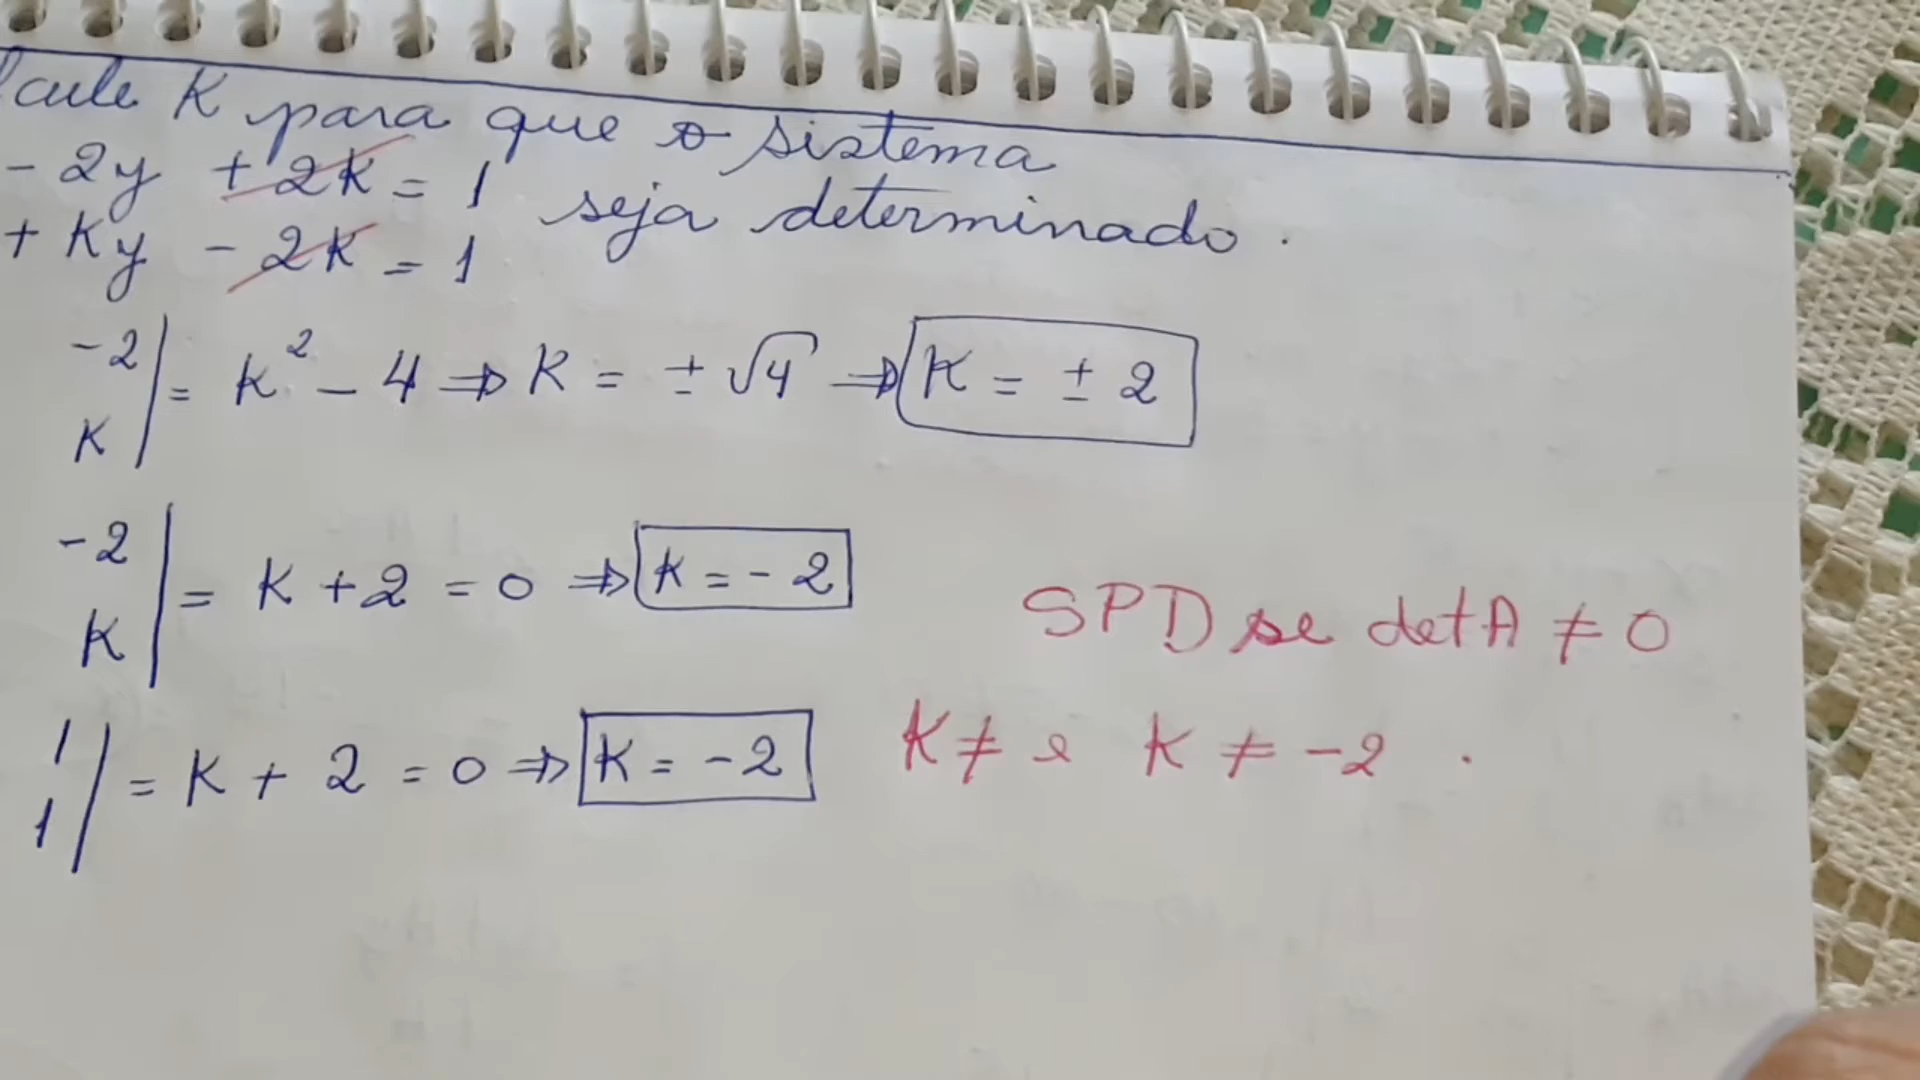 lcule K para que o sistema
- 2y + 2K = 1 seja determinado.
+ Ky - 2K = 1
-2
K | = K² - 4 ⇒ K = ± √4 ⇒ K = ± 2
-2
K | = K + 2 = 0 ⇒ K = - 2
SPD se det A ≠ 0
1
1 | = K + 2 = 0 ⇒ K = -2
K ≠ 2 K ≠ -2 .